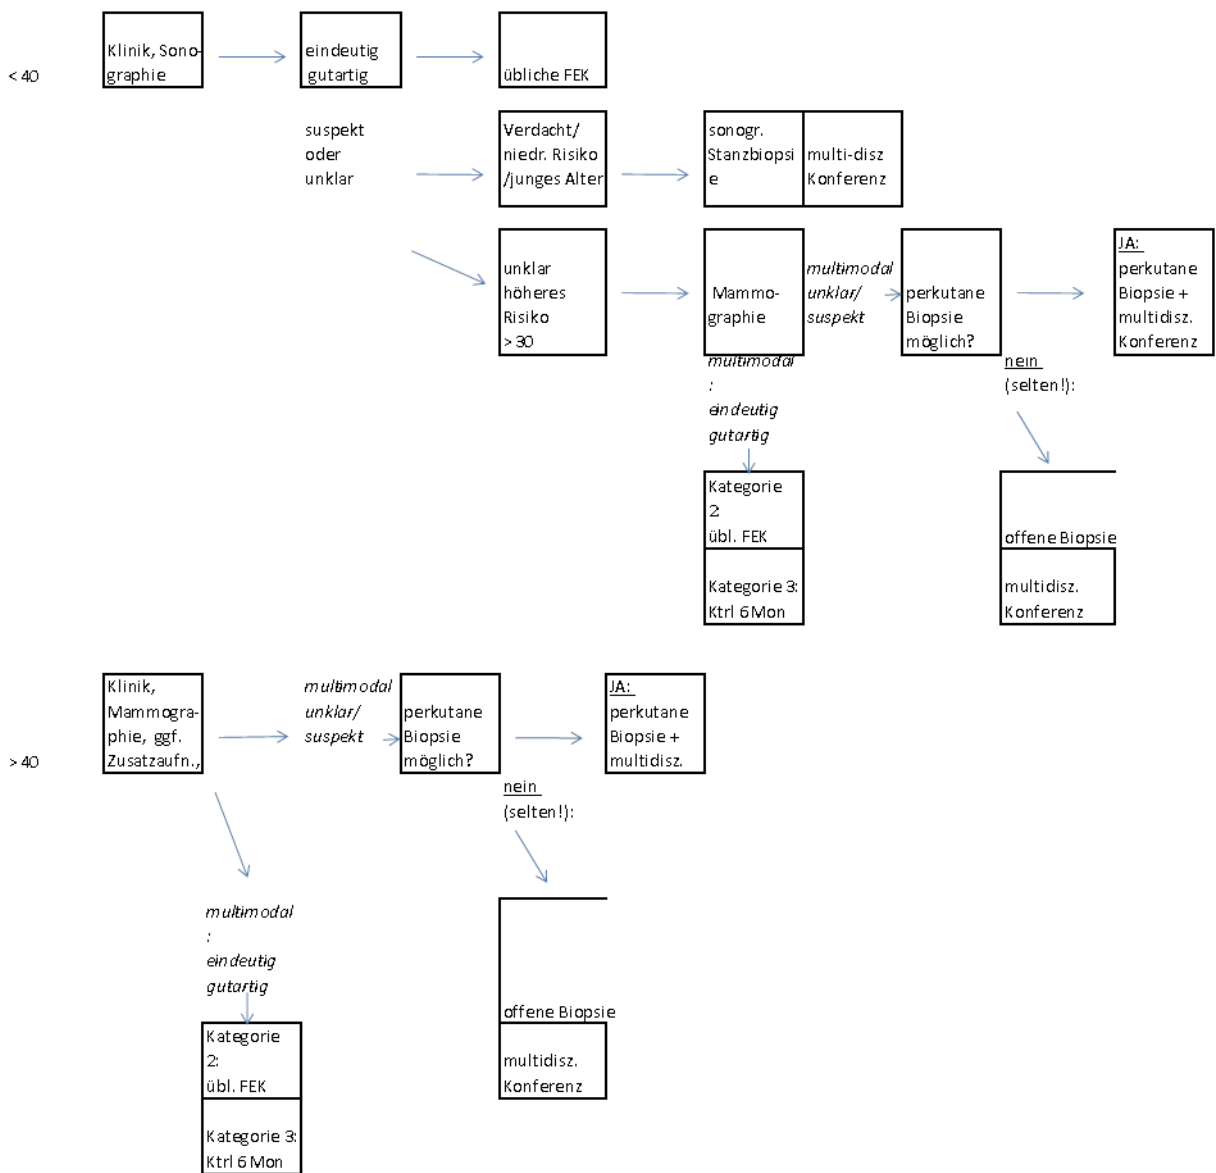 < 40
Klinik, Sono-
graphie
eindeutig
gutartig
übliche FEK
suspekt
oder
unklar
Verdacht/
niedr. Risiko
/junges Alter
sonogr.
Stanzbiopsi
e
multi-disz
Konferenz
unklar
höheres
Risiko
> 30
Mammo-
graphie
multimodal
unklar/
suspekt
perkutane
Biopsie
möglich?
JA:
perkutane
Biopsie +
multidisz.
Konferenz
multimodal
:
eindeutig
gutartig
nein
(selten!):
Kategorie
2:
übl. FEK
Kategorie 3:
Ktrl 6 Mon
offene Biopsie
multidisz.
Konferenz
> 40
Klinik,
Mammogra-
phie, ggf.
Zusatzaufn.,
multimodal
unklar/
suspekt
perkutane
Biopsie
möglich?
JA:
perkutane
Biopsie +
multidisz.
nein
(selten!):
multimodal
:
eindeutig
gutartig
offene Biopsie
multidisz.
Konferenz
Kategorie
2:
übl. FEK
Kategorie 3:
Ktrl 6 Mon